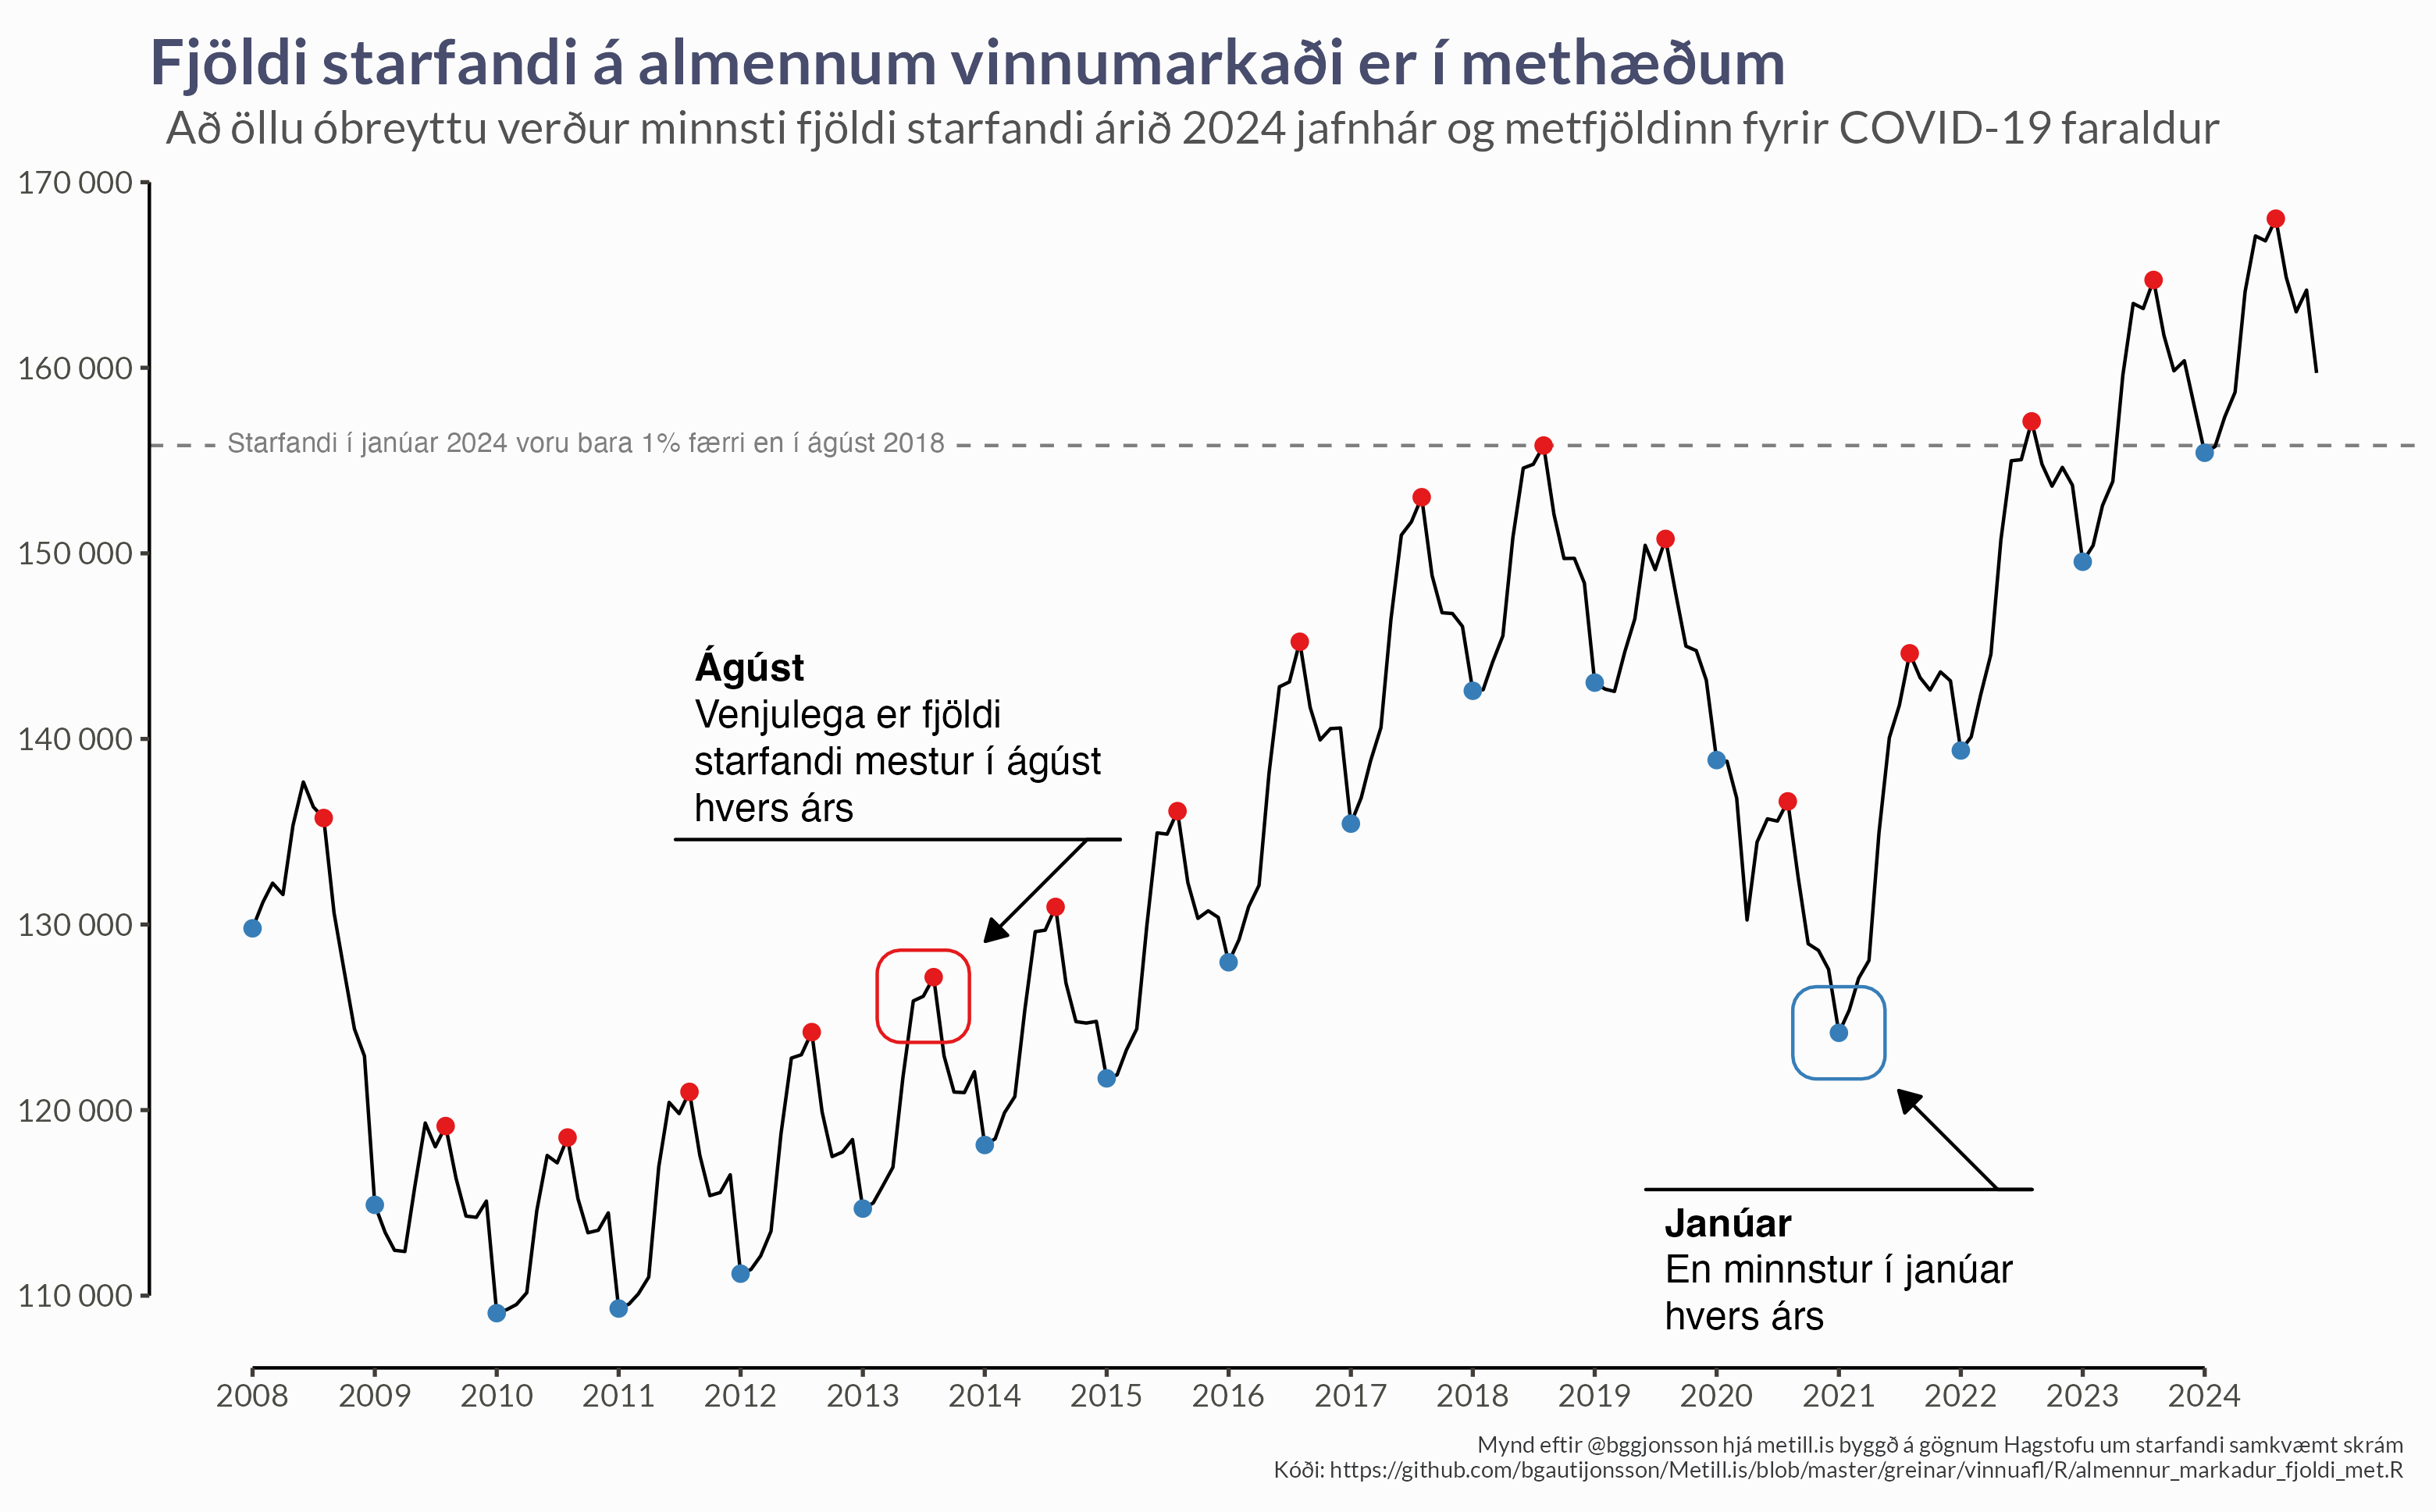 Fjöldi starfandi á almennum vinnumarkaði er í methæðum
Að öllu óbreyttu verður minnsti fjöldi starfandi árið 2024 jafnhár og metfjöldinn fyrir COVID-19 faraldur
170 000
160 000
Starfandi í janúar 2024 voru bara 1% færri en í ágúst 2018
150 000
140 000
130 000
120 000
110 000
Ágúst
Venjulega er fjöldi
starfandi mestur í ágúst
hvers árs
Janúar
En minnstur í janúar
hvers árs
2008 2009 2010 2011 2012 2013 2014 2015 2016 2017 2018 2019 2020 2021 2022 2023 2024
Mynd eftir @bggjonsson hjá metill.is byggð á gögnum Hagstofu um starfandi samkvæmt skrám
Kóði: https://github.com/bgautijonsson/Metill.is/blob/master/greinar/vinnuafl/R/almennur_markadur_fjoldi_met.R